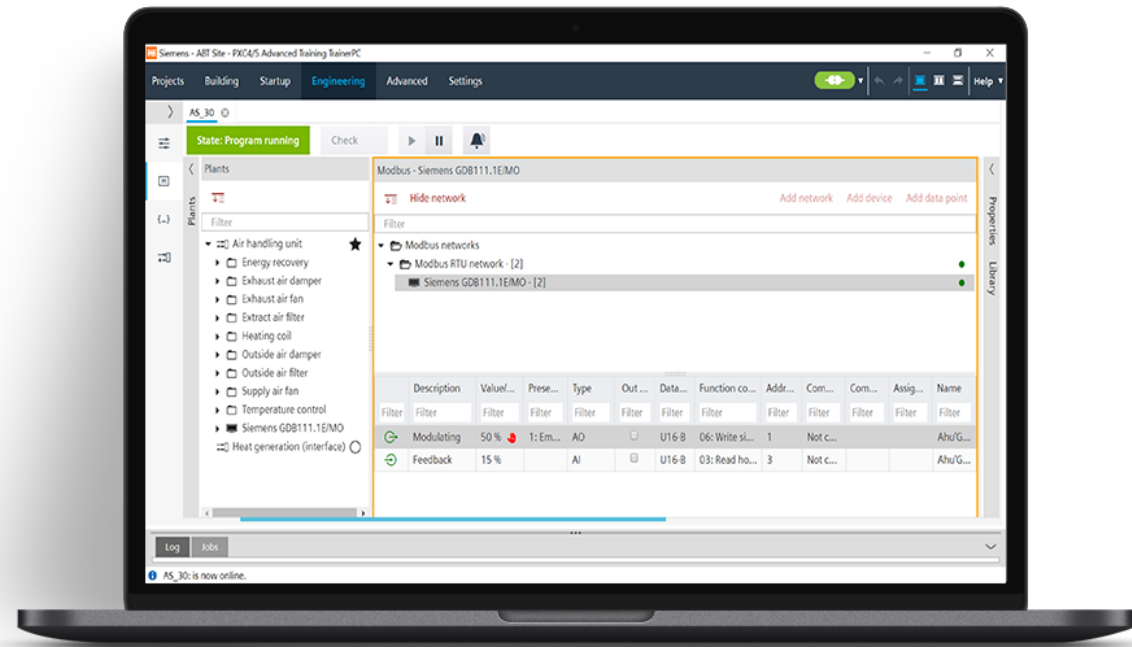 Siemens - ABT Site - PXC4/5 Advanced Training TrainerPC
Projects Building Startup Engineering Advanced Settings Help
AS_30
State: Program running Check
Plants
Modbus - Siemens GDB111.1E/MO
Hide network Add network Add device Add data point
Plants
Properties
Library
Filter
Air handling unit
Energy recovery
Exhaust air damper
Exhaust air fan
Extract air filter
Heating coil
Outside air damper
Outside air filter
Supply air fan
Temperature control
Siemens GDB111.1E/MO
Heat generation (interface)
Filter
Modbus networks
Modbus RTU network - [2]
Siemens GDB111.1E/MO - [2]
Description Value/... Prese... Type Out ... Data... Function co... Addr... Com... Com... Assig... Name
Filter Filter Filter Filter Filter Filter Filter Filter Filter Filter Filter Filter Filter
Modulating 50 % 1: Em... AO U16-B 06: Write si... 1 Not c... Ahu'G...
Feedback 15 % AI U16-B 03: Read ho... 3 Not c... Ahu'G...
Log Jobs
AS_30: is now online.